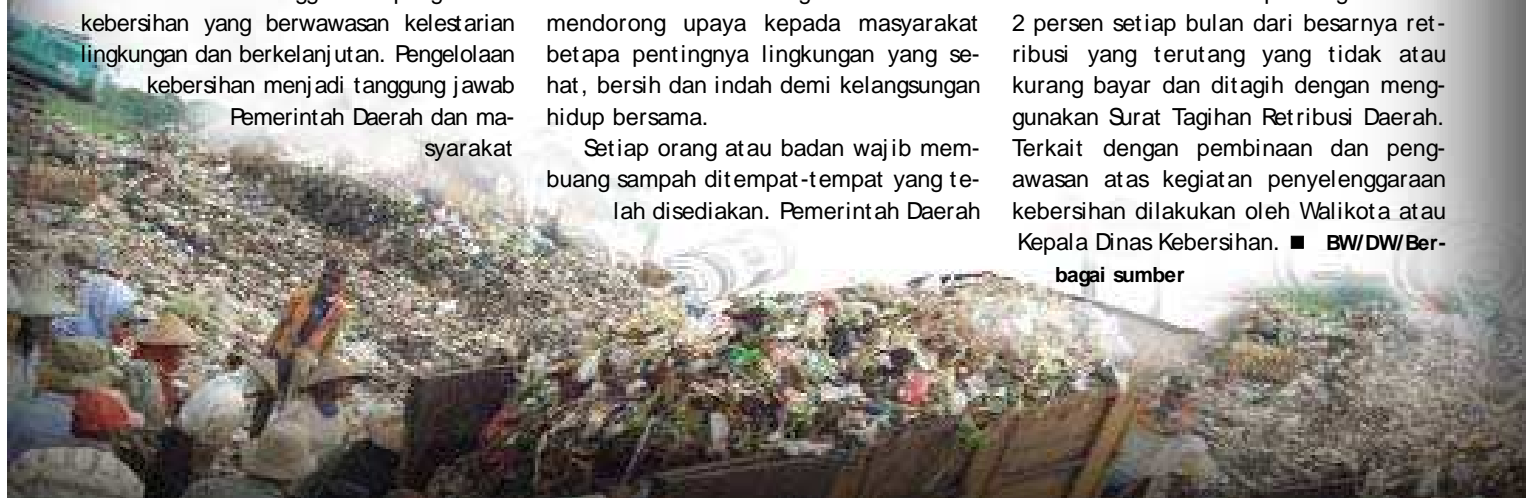 kebersihan yang berwawasan kelestarian
lingkungan dan berkelanjutan. Pengelolaan
kebersihan menjadi tanggung jawab
Pemerintah Daerah dan ma-
syarakat
mendorong upaya kepada masyarakat
betapa pentingnya lingkungan yang se-
hat, bersih dan indah demi kelangsungan
hidup bersama.
Setiap orang atau badan wajib mem-
buang sampah ditempat-tempat yang te-
lah disediakan. Pemerintah Daerah
2 persen setiap bulan dari besarnya ret-
ribusi yang terutang yang tidak atau
kurang bayar dan ditagih dengan meng-
gunakan Surat Tagihan Retribusi Daerah.
Terkait dengan pembinaan dan peng-
awasan atas kegiatan penyelenggaraan
kebersihan dilakukan oleh Walikota atau
Kepala Dinas Kebersihan. ■ BW/DW/Ber-
bagai sumber